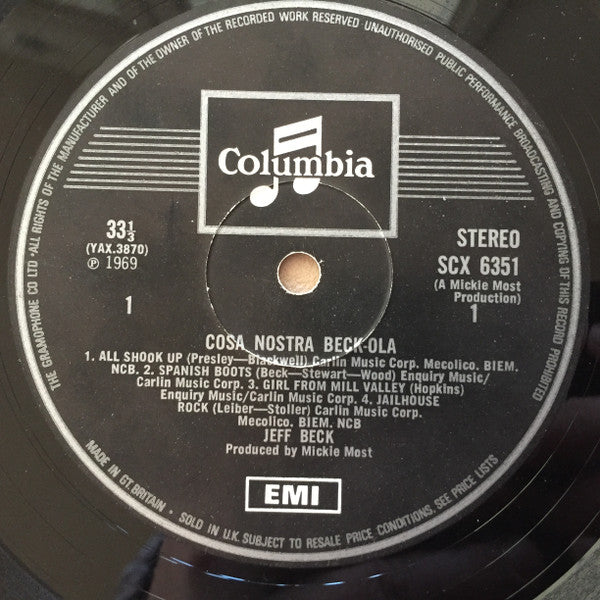 THE GRAMOPHONE CO LTD · ALL RIGHTS OF THE MANUFACTURER AND OF THE OWNER OF THE RECORDED WORK RESERVED · UNAUTHORISED PUBLIC PERFORMANCE BROADCASTING AND COPYING OF THIS RECORD PROHIBITED
Columbia
33⅓
(YAX.3870)
℗ 1969
1
STEREO
SCX 6351
(A Mickie Most
Production)
1
COSA NOSTRA BECK-OLA
1. ALL SHOOK UP (Presley—Blackwell) Carlin Music Corp. Mecolico. BIEM.
NCB. 2. SPANISH BOOTS (Beck—Stewart—Wood) Enquiry Music/
Carlin Music Corp. 3. GIRL FROM MILL VALLEY (Hopkins)
Enquiry Music/Carlin Music Corp. 4. JAILHOUSE
ROCK (Leiber—Stoller) Carlin Music Corp.
Mecolico. BIEM. NCB
JEFF BECK
Produced by Mickie Most
EMI
MADE IN GT. BRITAIN · SOLD IN U.K. SUBJECT TO RESALE PRICE CONDITIONS, SEE PRICE LISTS